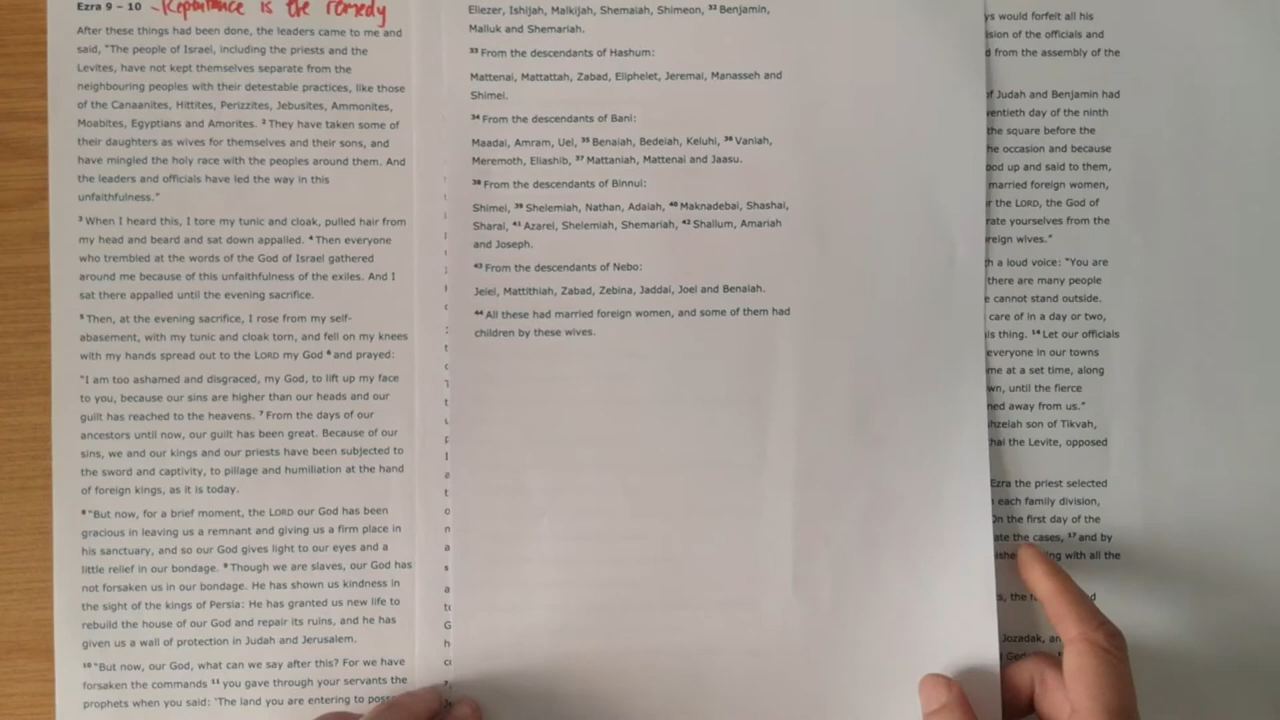 Ezra 9 – 10 - Repentance is the remedy
After these things had been done, the leaders came to me and
said, "The people of Israel, including the priests and the
Levites, have not kept themselves separate from the
neighbouring peoples with their detestable practices, like those
of the Canaanites, Hittites, Perizzites, Jebusites, Ammonites,
Moabites, Egyptians and Amorites. ² They have taken some of
their daughters as wives for themselves and their sons, and
have mingled the holy race with the peoples around them. And
the leaders and officials have led the way in this
unfaithfulness."
³ When I heard this, I tore my tunic and cloak, pulled hair from
my head and beard and sat down appalled. ⁴ Then everyone
who trembled at the words of the God of Israel gathered
around me because of this unfaithfulness of the exiles. And I
sat there appalled until the evening sacrifice.
⁵ Then, at the evening sacrifice, I rose from my self-
abasement, with my tunic and cloak torn, and fell on my knees
with my hands spread out to the LORD my God ⁶ and prayed:
"I am too ashamed and disgraced, my God, to lift up my face
to you, because our sins are higher than our heads and our
guilt has reached to the heavens. ⁷ From the days of our
ancestors until now, our guilt has been great. Because of our
sins, we and our kings and our priests have been subjected to
the sword and captivity, to pillage and humiliation at the hand
of foreign kings, as it is today.
⁸ "But now, for a brief moment, the LORD our God has been
gracious in leaving us a remnant and giving us a firm place in
his sanctuary, and so our God gives light to our eyes and a
little relief in our bondage. ⁹ Though we are slaves, our God has
not forsaken us in our bondage. He has shown us kindness in
the sight of the kings of Persia: He has granted us new life to
rebuild the house of our God and repair its ruins, and he has
given us a wall of protection in Judah and Jerusalem.
¹⁰ "But now, our God, what can we say after this? For we have
forsaken the commands ¹¹ you gave through your servants the
prophets when you said: 'The land you are entering to
Eliezer, Ishijah, Malkijah, Shemaiah, Shimeon, ³² Benjamin,
Malluk and Shemariah.
³³ From the descendants of Hashum:
Mattenai, Mattattah, Zabad, Eliphelet, Jeremai, Manasseh and
Shimei.
³⁴ From the descendants of Bani:
Maadai, Amram, Uel, ³⁵ Benaiah, Bedeiah, Keluhi, ³⁶ Vaniah,
Meremoth, Eliashib, ³⁷ Mattaniah, Mattenai and Jaasu.
³⁸ From the descendants of Binnui:
Shimei, ³⁹ Shelemiah, Nathan, Adaiah, ⁴⁰ Maknadebai, Shashai,
Sharai, ⁴¹ Azarel, Shelemiah, Shemariah, ⁴² Shallum, Amariah
and Joseph.
⁴³ From the descendants of Nebo:
Jeiel, Mattithiah, Zabad, Zebina, Jaddai, Joel and Benaiah.
⁴⁴ All these had married foreign women, and some of them had
children by these wives.
would forfeit all his
of the officials and
from the assembly of the
of Judah and Benjamin had
day of the ninth
the square before the
occasion and because
up and said to them,
married foreign women,
the LORD, the God of
yourselves from the
wives."
a loud voice: "You are
there are many people
cannot stand outside.
care of in a day or two,
thing. ¹⁴ Let our officials
everyone in our towns
at a set time, along
until the fierce
away from us."
son of Tikvah,
the Levite, opposed
Ezra the priest selected
each family division,
On the first day of the
the cases, ¹⁷ and by
with all the
the
Jozadak,